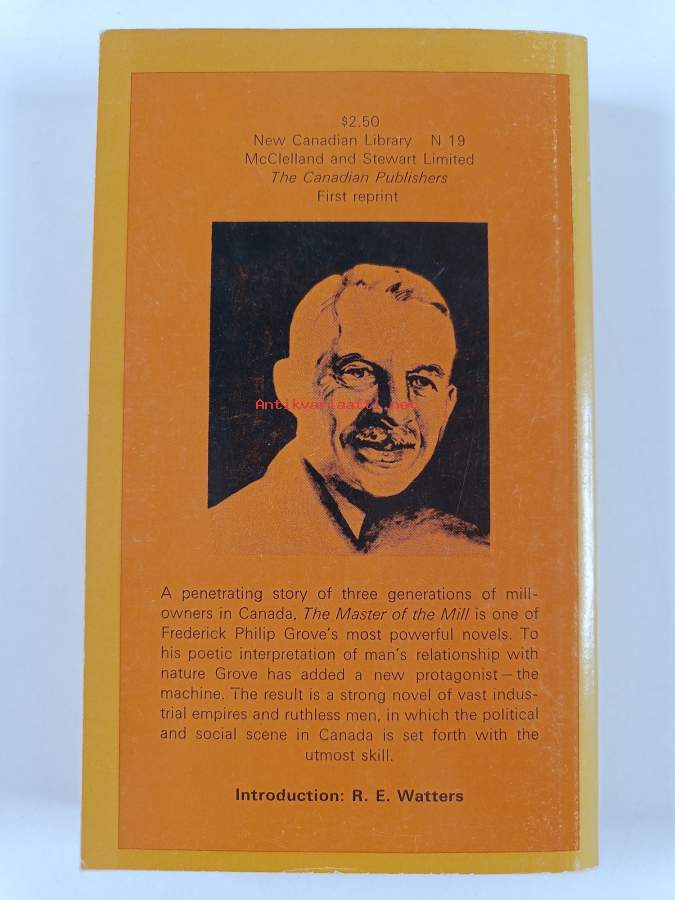 $2.50
New Canadian Library N 19
McClelland and Stewart Limited
The Canadian Publishers
First reprint
Antikvariaatti.net
A penetrating story of three generations of mill-
owners in Canada, The Master of the Mill is one of
Frederick Philip Grove's most powerful novels. To
his poetic interpretation of man's relationship with
nature Grove has added a new protagonist – the
machine. The result is a strong novel of vast indus-
trial empires and ruthless men, in which the political
and social scene in Canada is set forth with the
utmost skill.
Introduction: R. E. Watters